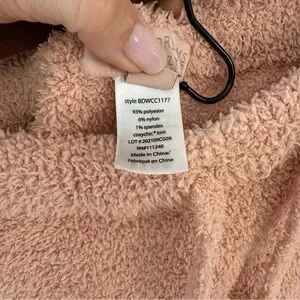 style BDWCC1177
93% polyester
6% nylon
1% spandex
cozychic® knit
LOT #202109CG09
RN#111248
Made In China/
Fabriqué en Chine